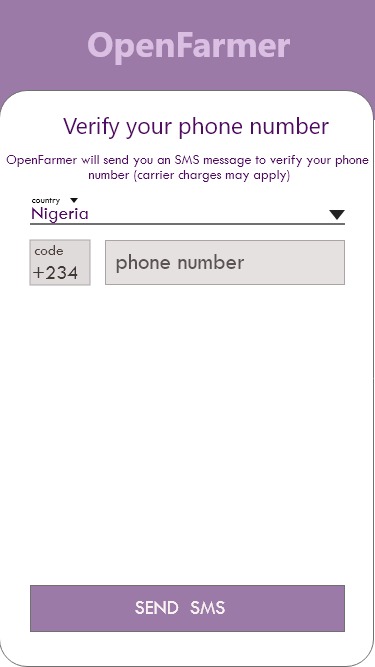 OpenFarmer
Verify your phone number
OpenFarmer will send you an SMS message to verify your phone
number (carrier charges may apply)
country
Nigeria
code
+234
phone number
SEND SMS